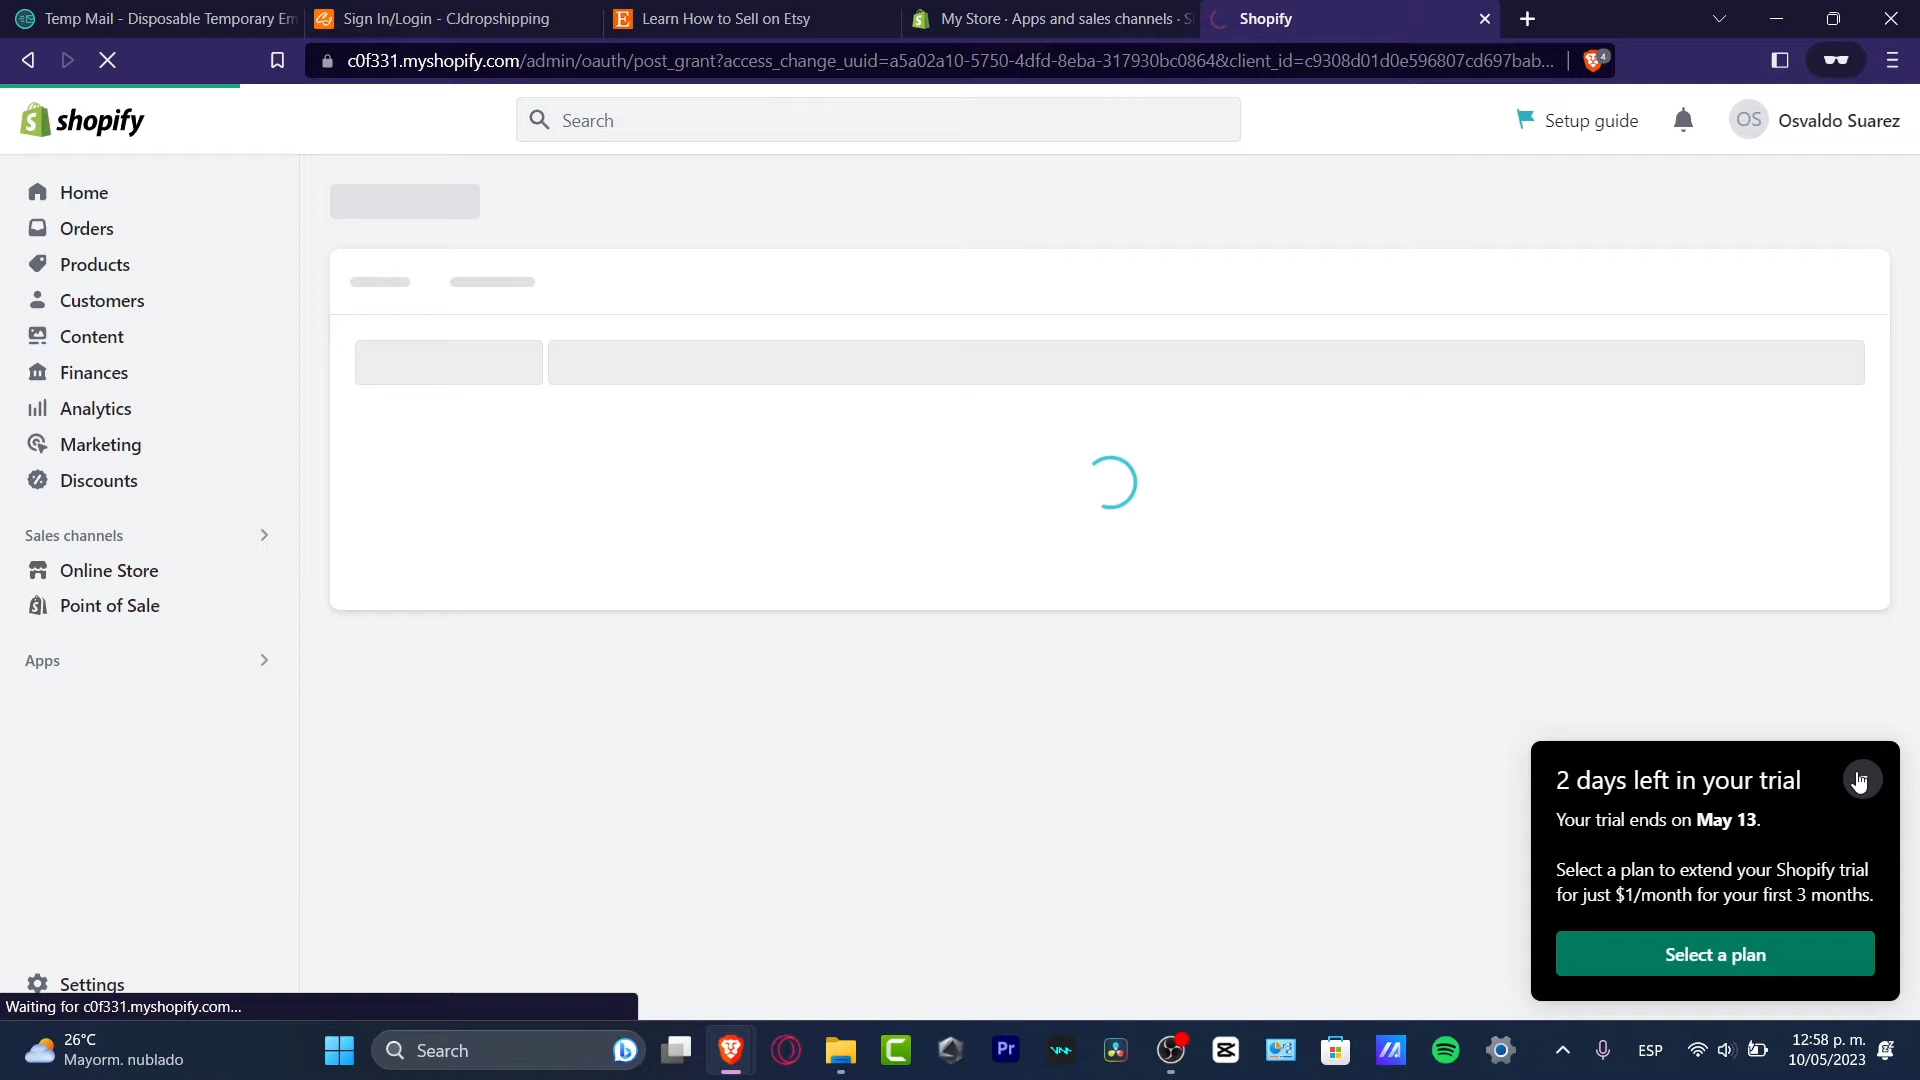 Temp Mail - Disposable Temporary Em
Sign In/Login - CJdropshipping
Learn How to Sell on Etsy
My Store · Apps and sales channels · S
Shopify
c0f331.myshopify.com/admin/oauth/post_grant?access_change_uuid=a5a02a10-5750-4dfd-8eba-317930bc0864&client_id=c9308d01d0e596807cd697bab...
4
shopify
Search
Setup guide
OS
Osvaldo Suarez
Home
Orders
Products
Customers
Content
Finances
Analytics
Marketing
Discounts
Sales channels
Online Store
Point of Sale
Apps
Settings
2 days left in your trial
Your trial ends on May 13.
Select a plan to extend your Shopify trial
for just $1/month for your first 3 months.
Select a plan
Waiting for c0f331.myshopify.com...
26°C
Mayorm. nublado
Search
Pr
ESP
12:58 p. m.
10/05/2023